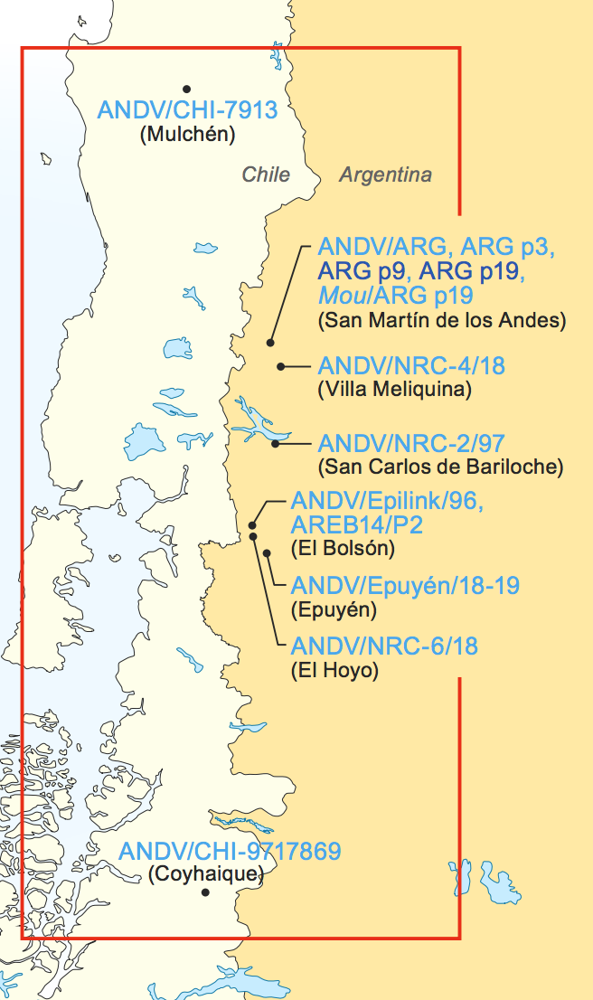 ANDV/CHI-7913
(Mulchén)
Chile
Argentina
ANDV/ARG, ARG p3,
ARG p9, ARG p19,
Mou/ARG p19
(San Martín de los Andes)
ANDV/NRC-4/18
(Villa Meliquina)
ANDV/NRC-2/97
(San Carlos de Bariloche)
ANDV/Epilink/96,
AREB14/P2
(El Bolsón)
ANDV/Epuyén/18-19
(Epuyén)
ANDV/NRC-6/18
(El Hoyo)
ANDV/CHI-9717869
(Coyhaique)